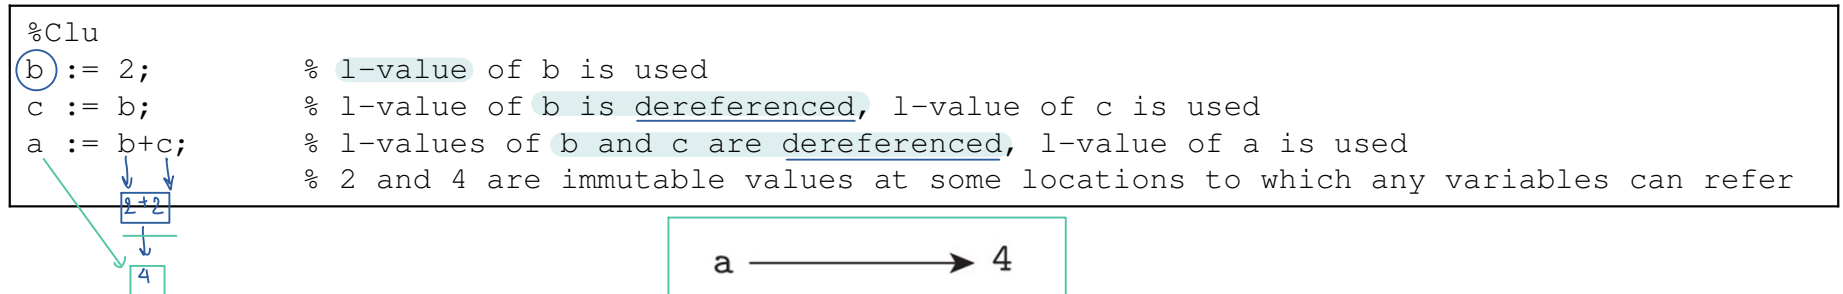 %Clu
b := 2; % l-value of b is used
c := b; % l-value of b is dereferenced, l-value of c is used
a := b+c; % l-values of b and c are dereferenced, l-value of a is used
% 2 and 4 are immutable values at some locations to which any variables can refer
2+2
4
a 4